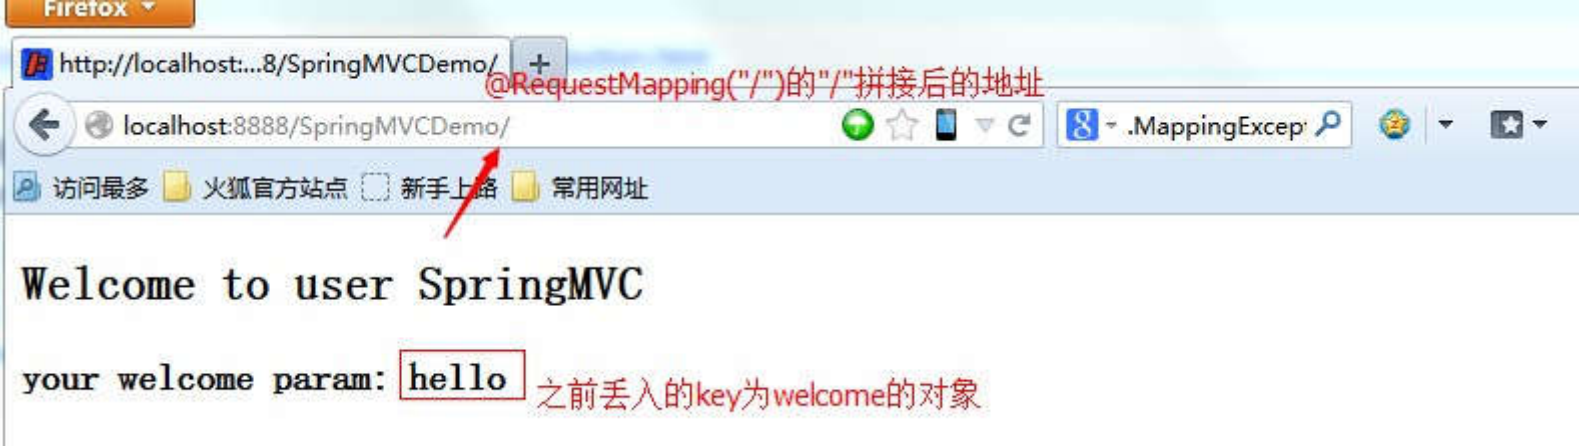 Firefox
http://localhost:...8/SpringMVCDemo/
@RequestMapping("/")的"/"拼接后的地址
localhost:8888/SpringMVCDemo/
.MappingExcep
访问最多 火狐官方站点 新手上路 常用网址
Welcome to user SpringMVC
your welcome param: hello
之前丢入的key为welcome的对象